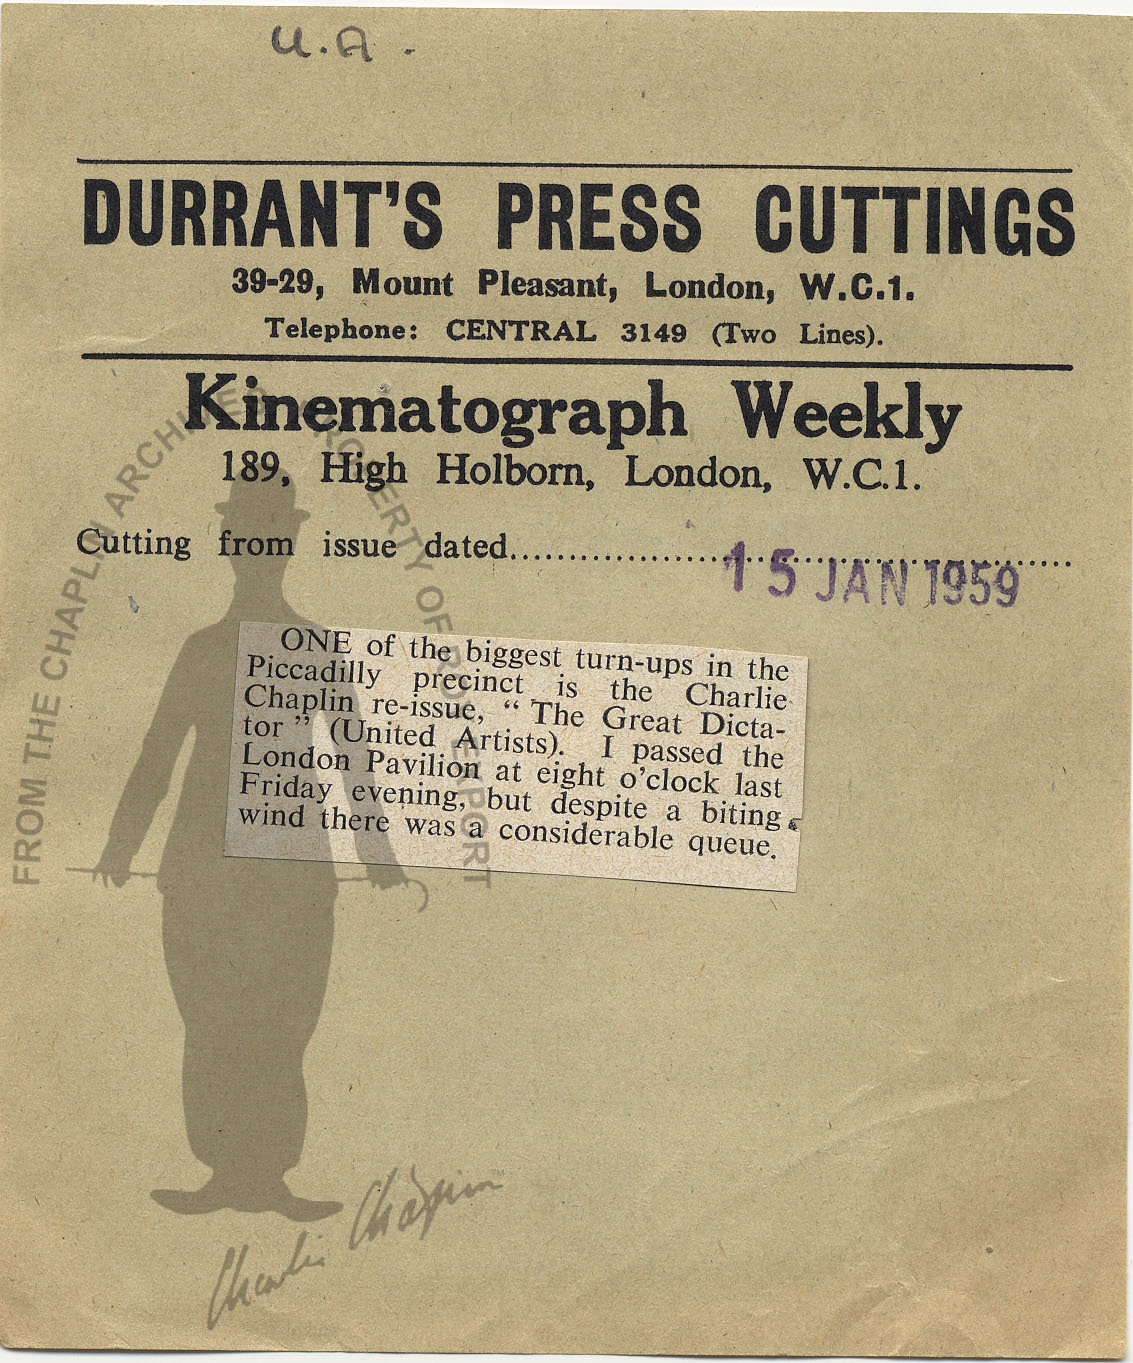 U.A.
DURRANT'S PRESS CUTTINGS
39-29, Mount Pleasant, London, W.C.1.
Telephone: CENTRAL 3149 (Two Lines).
Kinematograph Weekly
189, High Holborn, London, W.C.1.
Cutting from issue dated................................................
15 JAN 1959
ONE of the biggest turn-ups in the
Piccadilly precinct is the Charlie
Chaplin re-issue, “The Great Dicta-
tor” (United Artists). I passed the
London Pavilion at eight o'clock last
Friday evening, but despite a biting
wind there was a considerable queue.
FROM THE CHAPLIN ARCHIVES PROPERTY OF ROY EXPORT
Charlie Chaplin